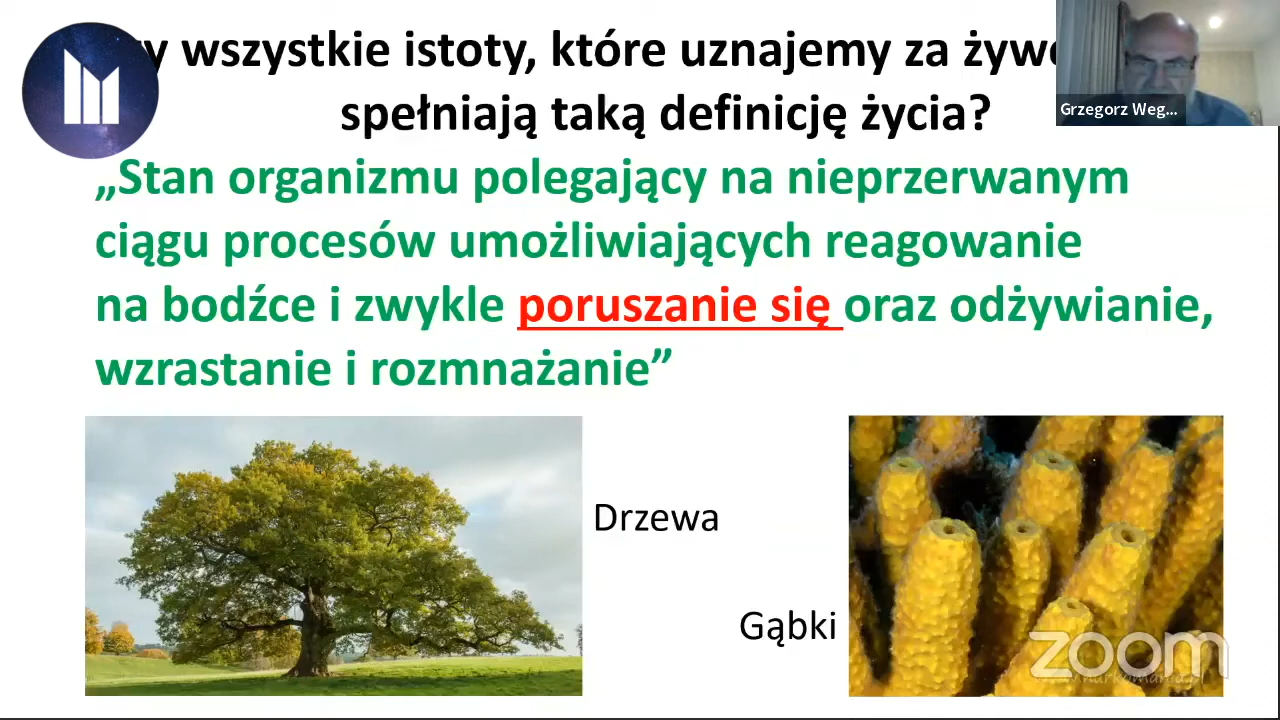 wszystkie istoty, które uznajemy za
spełniają taką definicję życia?
Grzegorz Weg...
„Stan organizmu polegający na nieprzerwanym
ciągu procesów umożliwiających reagowanie
na bodźce i zwykle poruszanie się oraz odżywianie,
wzrastanie i rozmnażanie”
Drzewa
Gąbki
zoom